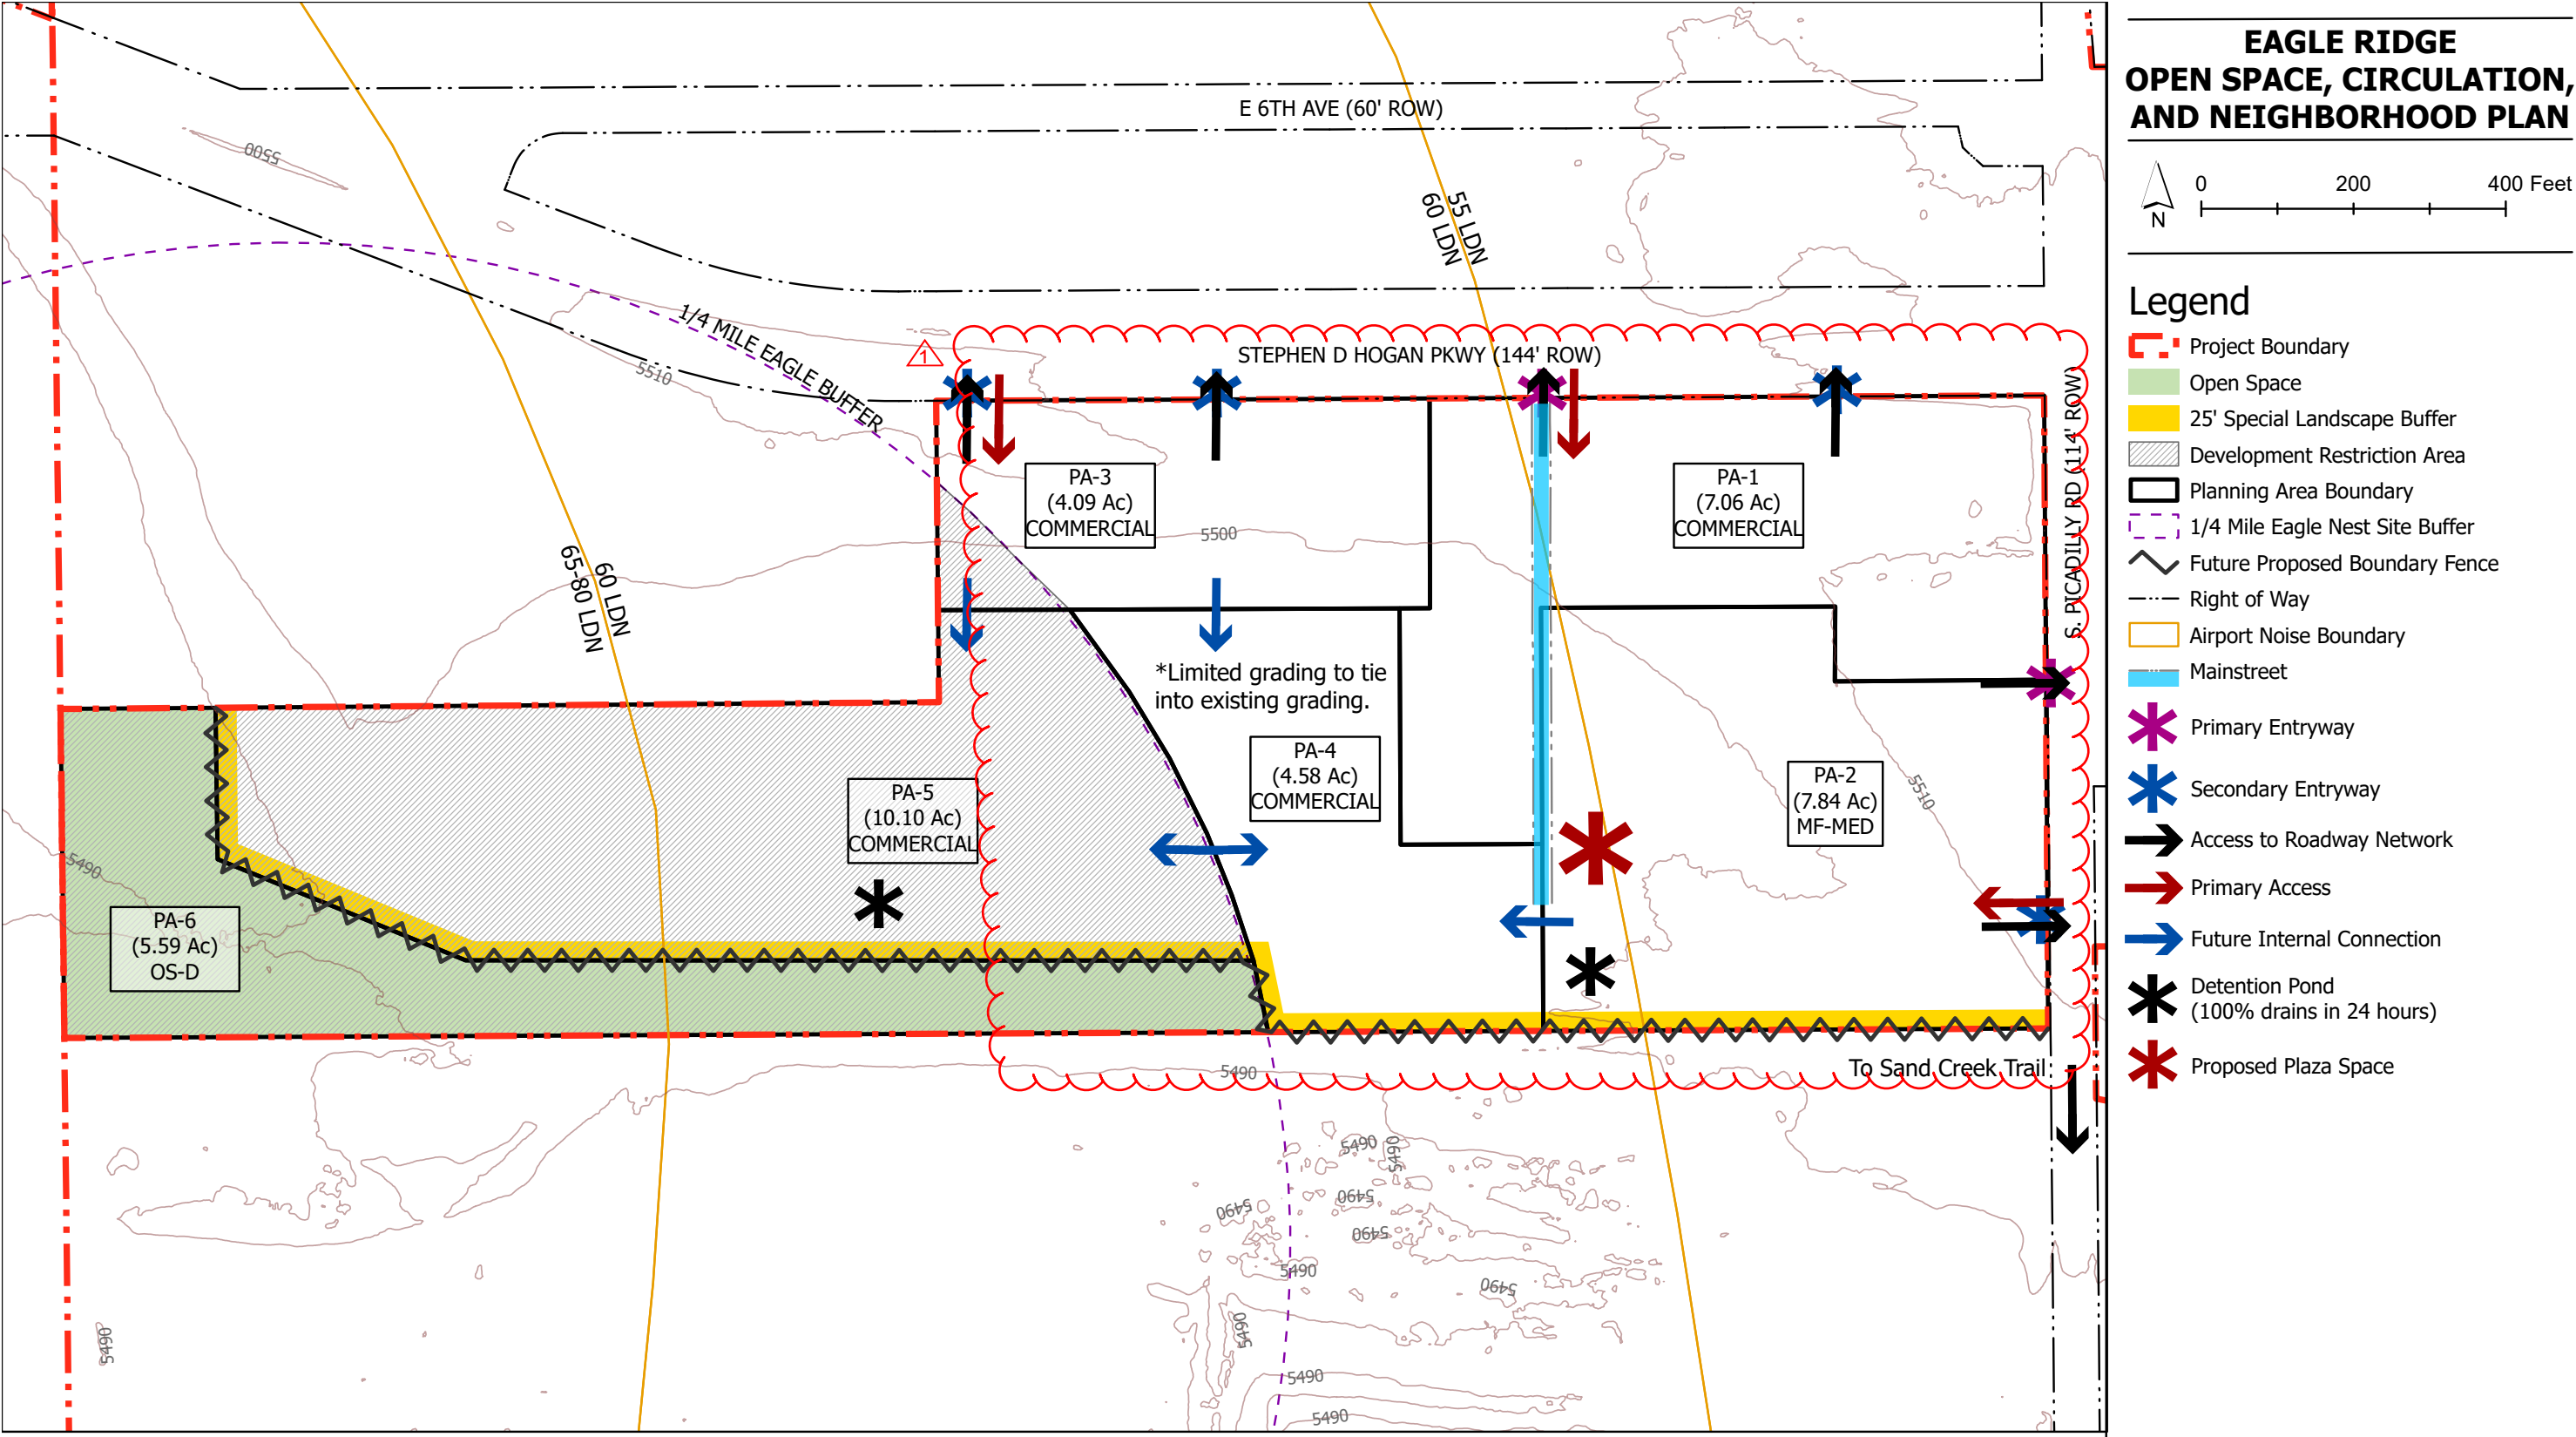 EAGLE RIDGE
OPEN SPACE, CIRCULATION,
AND NEIGHBORHOOD PLAN
0 200 400 Feet
N
Legend
Project Boundary
Open Space
25' Special Landscape Buffer
Development Restriction Area
Planning Area Boundary
1/4 Mile Eagle Nest Site Buffer
Future Proposed Boundary Fence
Right of Way
Airport Noise Boundary
Mainstreet
Primary Entryway
Secondary Entryway
Access to Roadway Network
Primary Access
Future Internal Connection
Detention Pond
(100% drains in 24 hours)
Proposed Plaza Space
E 6TH AVE (60' ROW)
5500
55 LDN
60 LDN
1/4 MILE EAGLE BUFFER
5510
1
STEPHEN D HOGAN PKWY (144' ROW)
S. PICADILY RD (114' ROW)
PA-3
(4.09 Ac)
COMMERCIAL
PA-1
(7.06 Ac)
COMMERCIAL
5500
60 LDN
65-80 LDN
*Limited grading to tie
into existing grading.
PA-4
(4.58 Ac)
COMMERCIAL
PA-2
(7.84 Ac)
MF-MED
5510
PA-5
(10.10 Ac)
COMMERCIAL
5490
PA-6
(5.59 Ac)
OS-D
To Sand Creek Trail
5490
5490
5490
5490
5490
5490
5490
5490
5490
5490
5490
5490